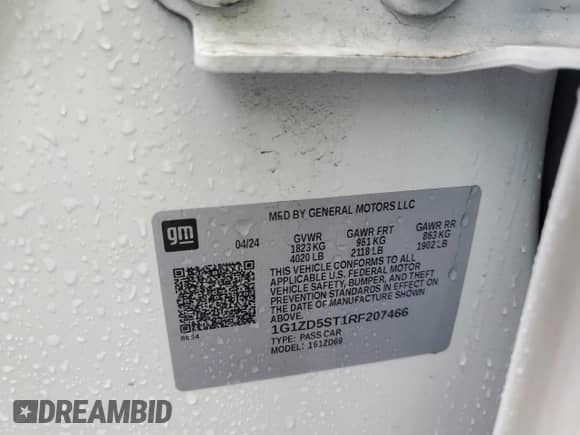 MFD BY GENERAL MOTORS LLC
gm
04/24 GVWR GAWR FRT GAWR RR
1823 KG 961 KG 863 KG
4020 LB 2118 LB 1902 LB
THIS VEHICLE CONFORMS TO ALL
APPLICABLE U.S. FEDERAL MOTOR
VEHICLE SAFETY, BUMPER, AND THEFT
PREVENTION STANDARDS IN EFFECT ON
THE DATE OF MANUFACTURE SHOWN
ABOVE.
1G1ZD5ST1RF207466
TYPE: PASS CAR
MODEL: 1G1ZD69
DREAMBID